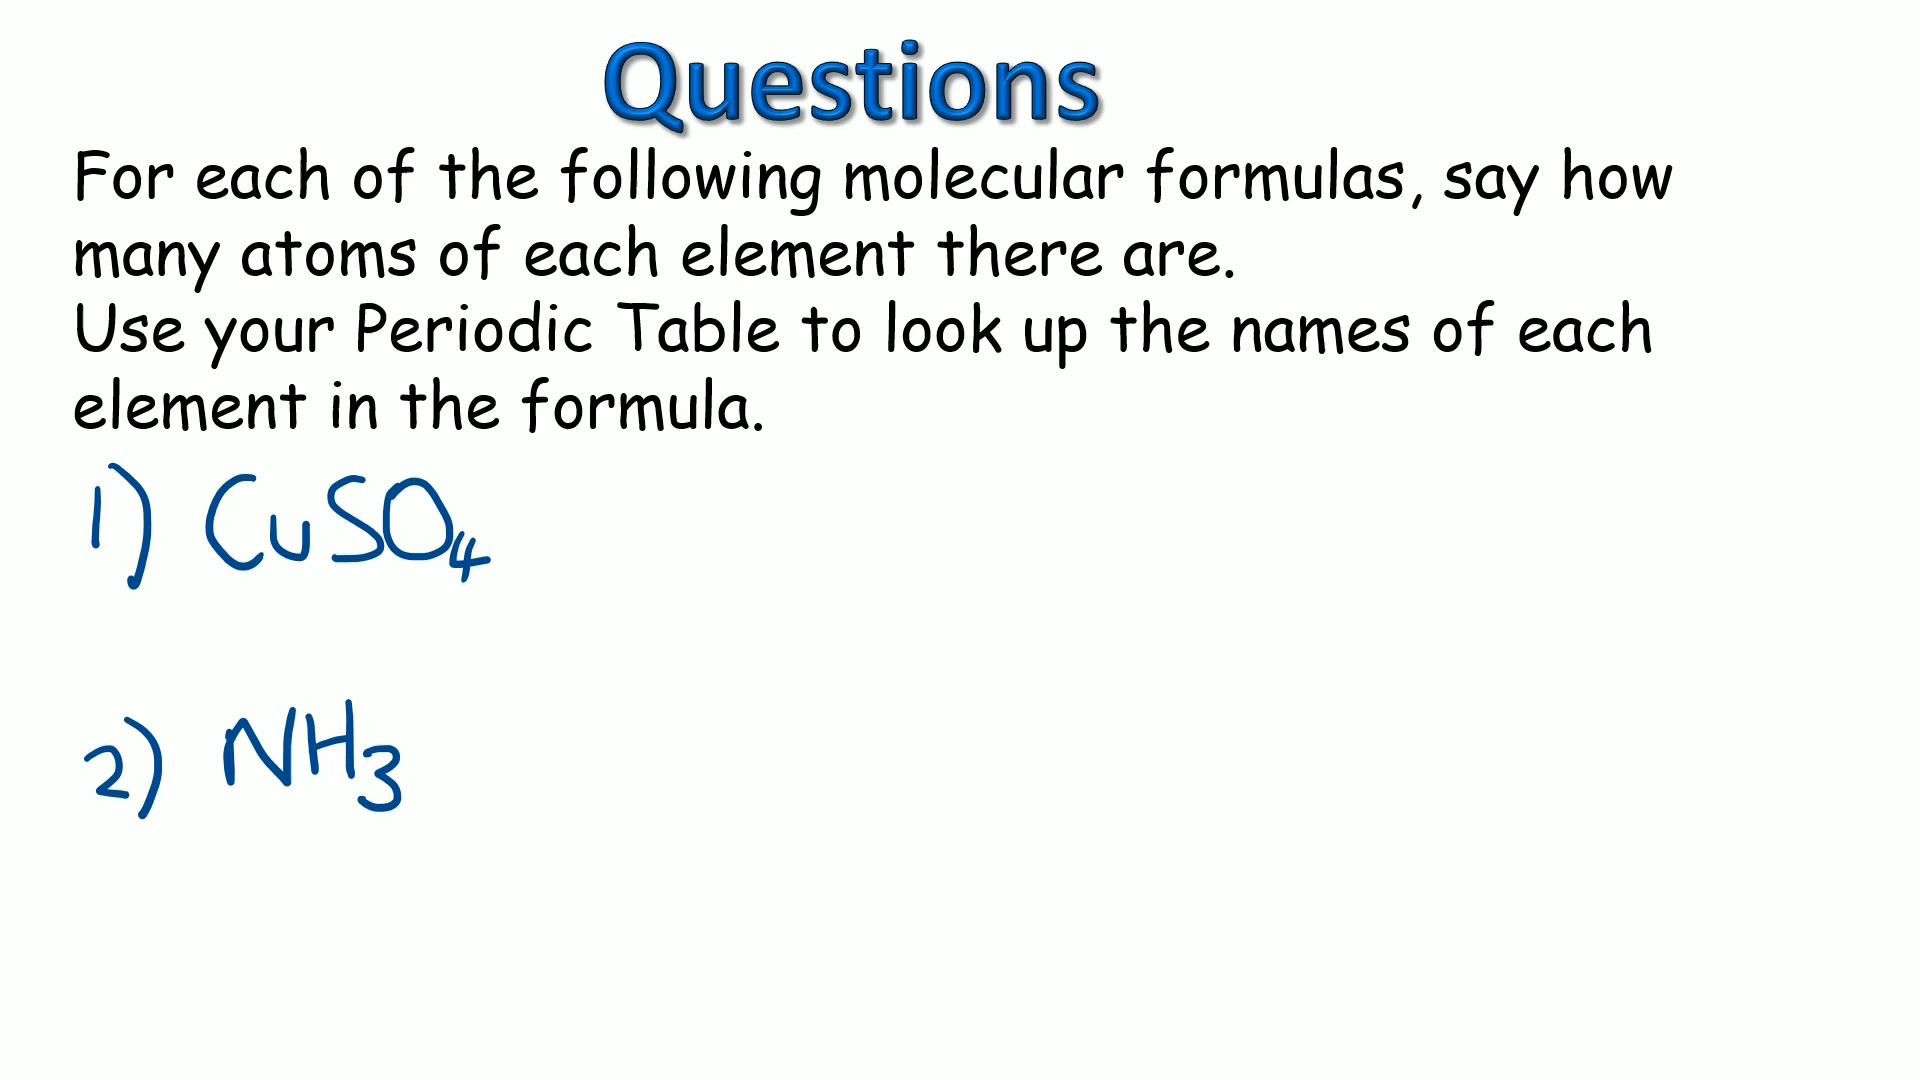 Questions
For each of the following molecular formulas, say how
many atoms of each element there are.
Use your Periodic Table to look up the names of each
element in the formula.
1) CuSO₄
2) NH₃